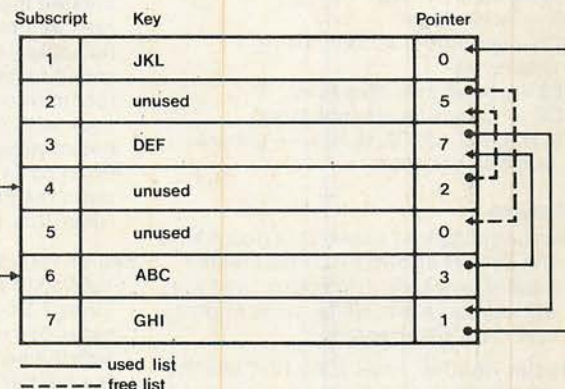 Subscript Key Pointer
1 JKL 0
2 unused 5
3 DEF 7
4 unused 2
5 unused 0
6 ABC 3
7 GHI 1
used list
free list